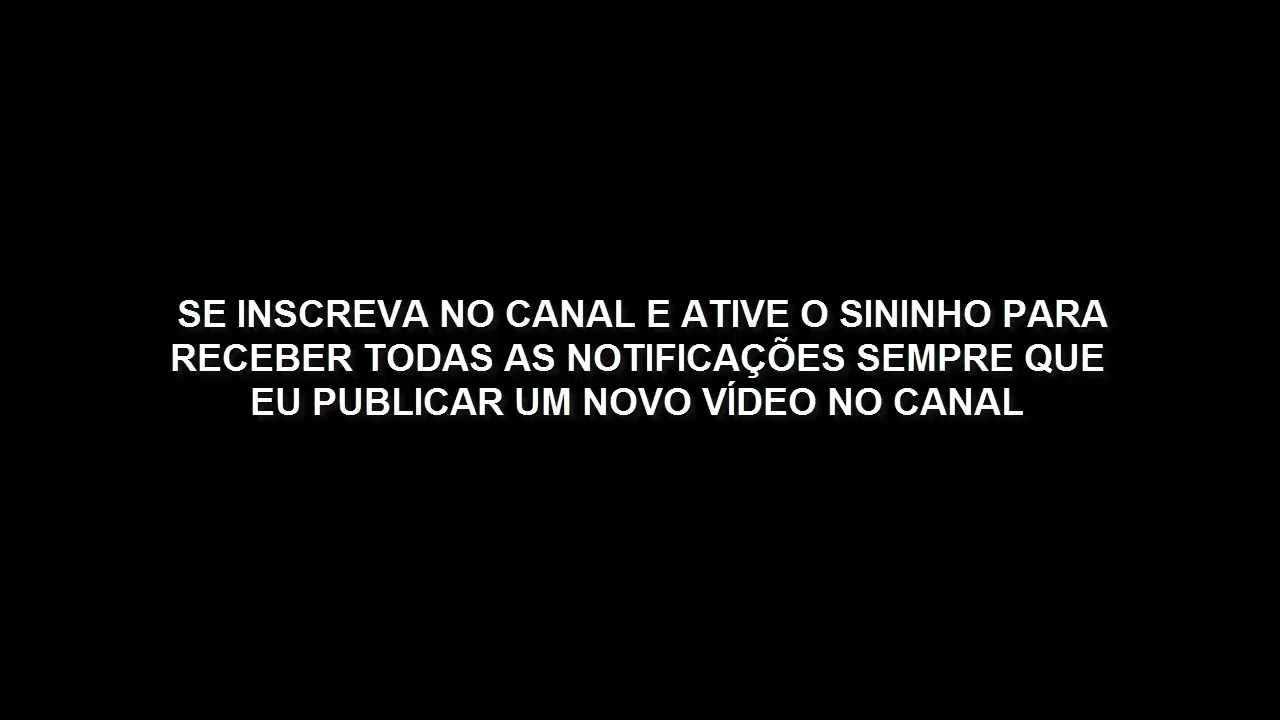 SE INSCREVA NO CANAL E ATIVE O SININHO PARA
RECEBER TODAS AS NOTIFICAÇÕES SEMPRE QUE
EU PUBLICAR UM NOVO VÍDEO NO CANAL